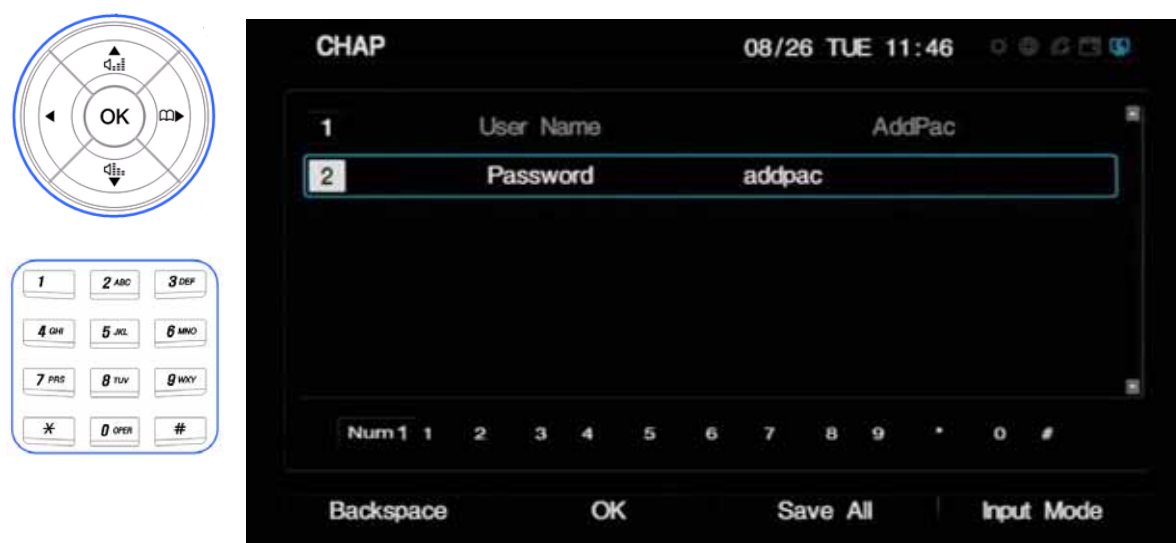 OK
1
2 ABC
3 DEF
4 GHI
5 JKL
6 MNO
7 PRS
8 TUV
9 WXY
*
0 OPER
#
CHAP 08/26 TUE 11:46
1 User Name AddPac
2 Password addpac
Num1 1 2 3 4 5 6 7 8 9 * 0 #
Backspace OK Save All Input Mode